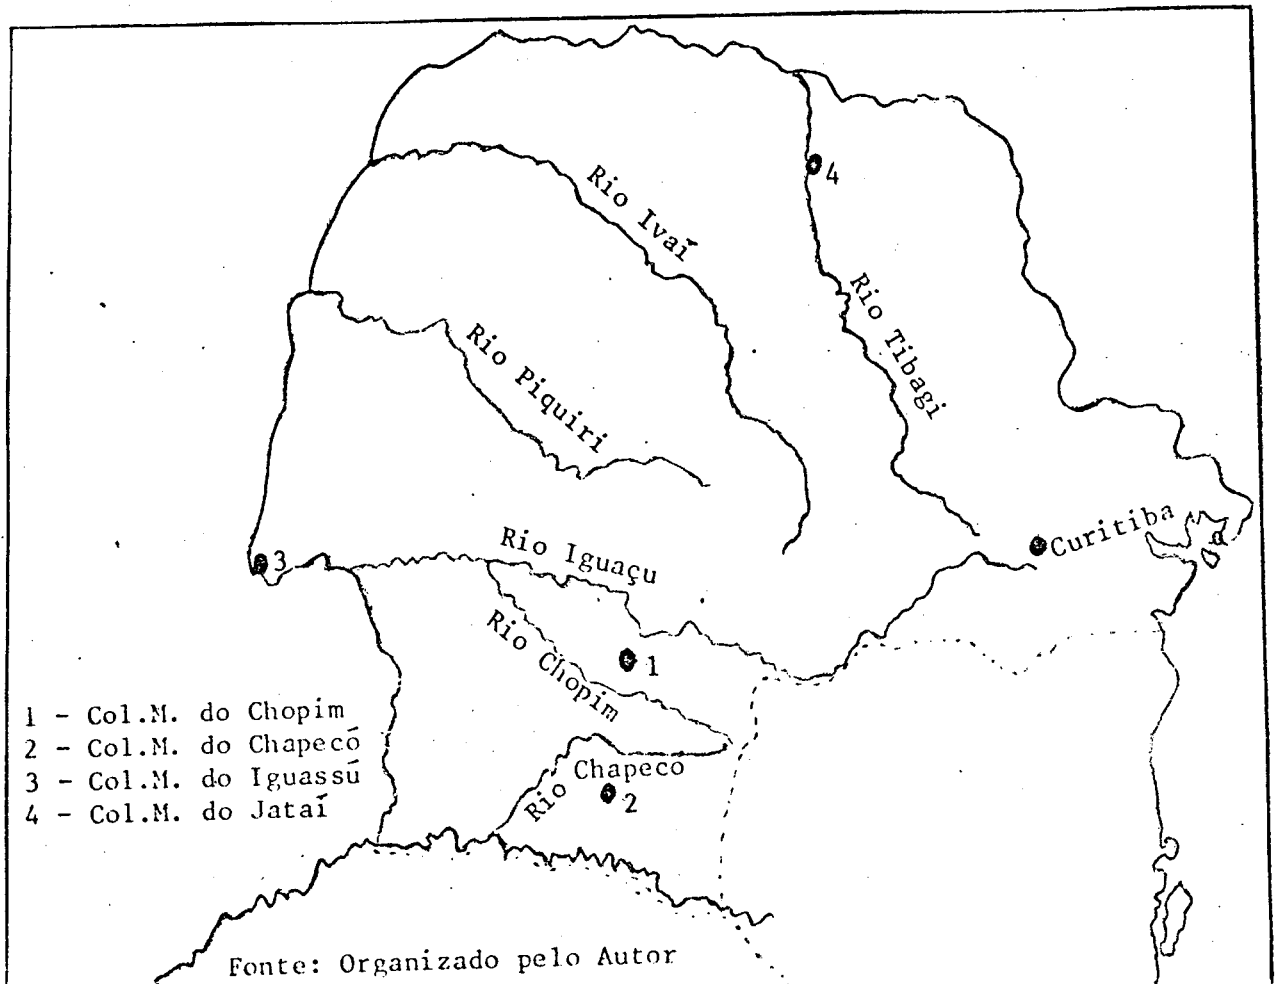 Rio Ivaí
4
Rio Tibagi
Rio Piquiri
Rio Iguaçu
Curitiba
3
Rio Chopim
1
1 - Col.M. do Chopim
2 - Col.M. do Chapecó
3 - Col.M. do Iguassú
4 - Col.M. do Jataí
Rio Chapecó
2
Fonte: Organizado pelo Autor